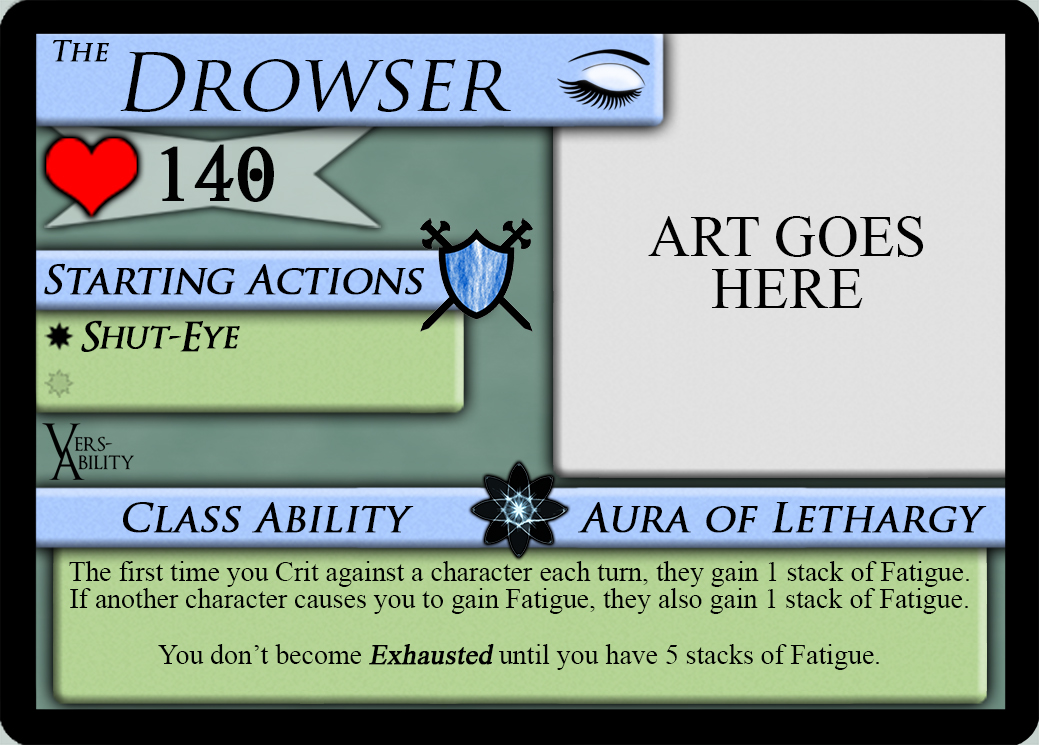 The
Drowser
140
ART GOES
HERE
Starting Actions
Shut-Eye
Vers-
Ability
Class Ability
Aura of Lethargy
The first time you Crit against a character each turn, they gain 1 stack of Fatigue.
If another character causes you to gain Fatigue, they also gain 1 stack of Fatigue.
You don't become Exhausted until you have 5 stacks of Fatigue.